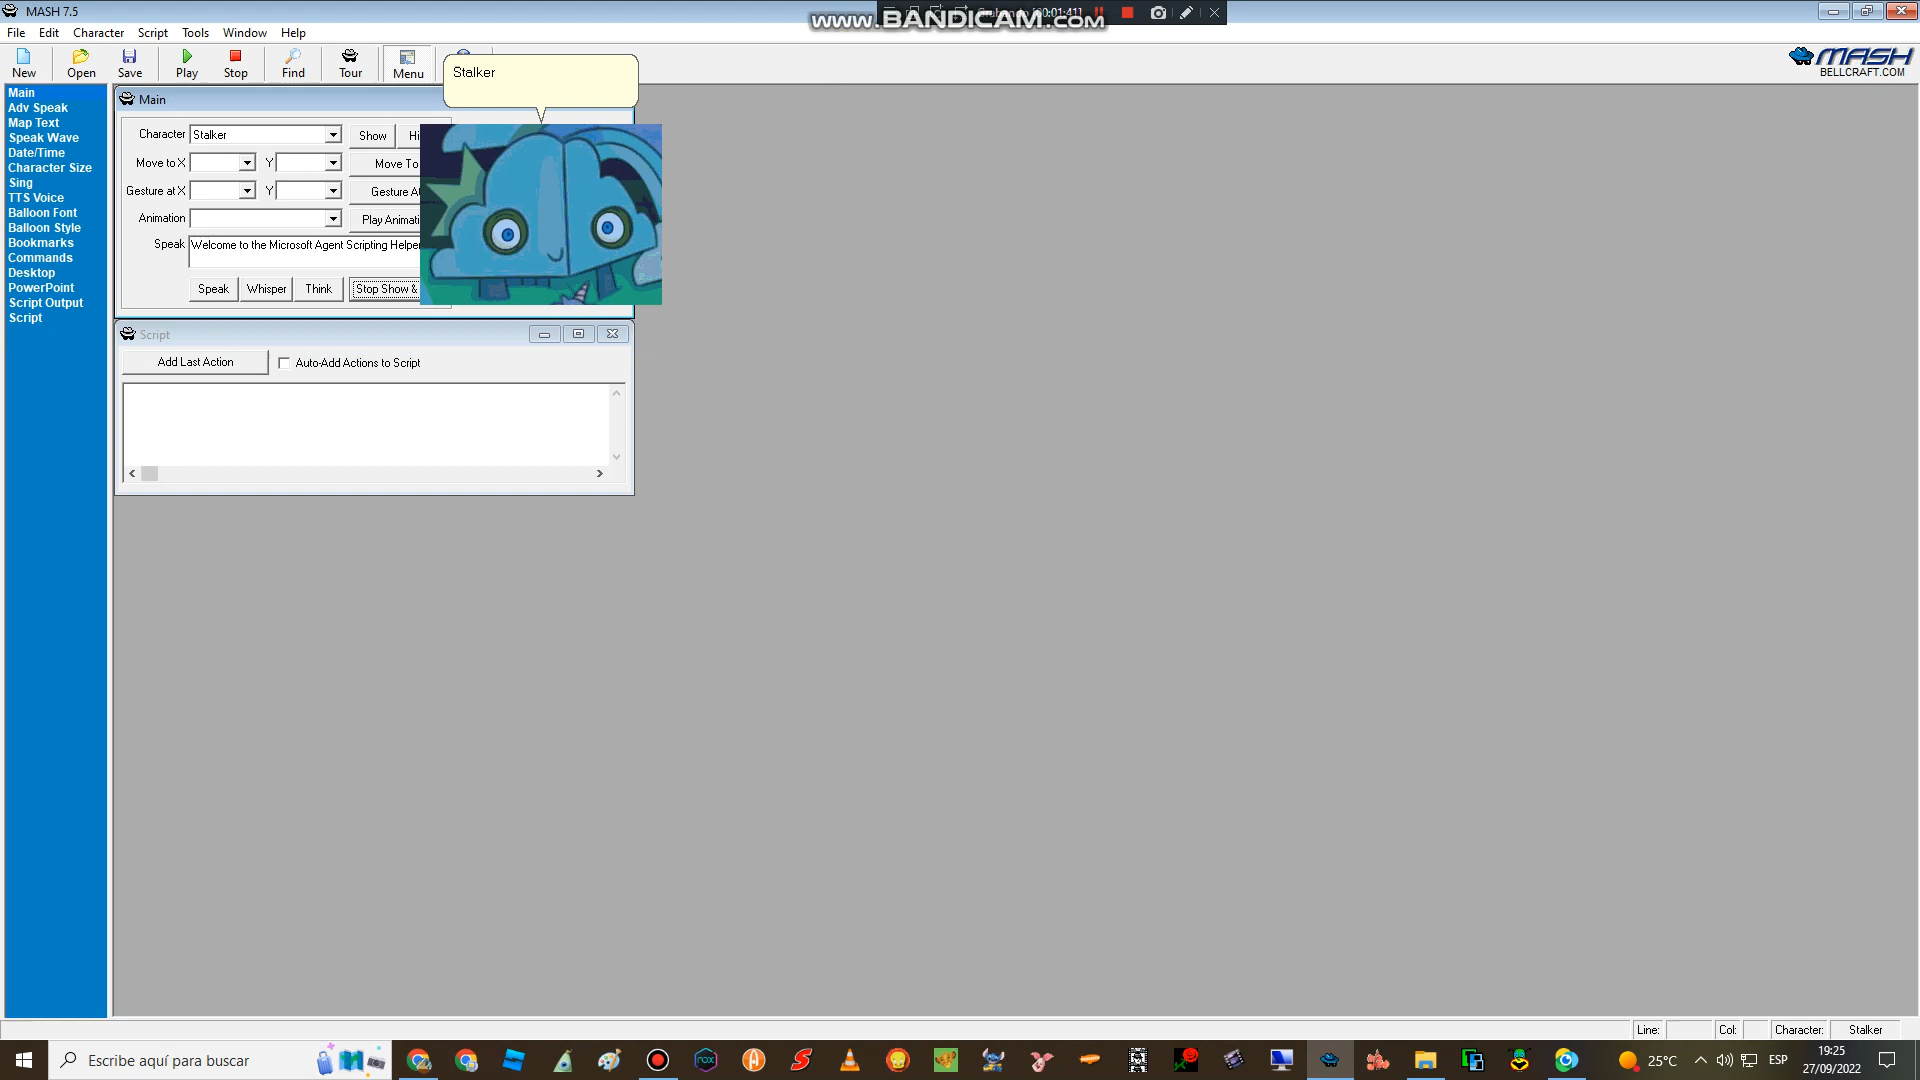 MASH 7.5
www.BANDICAM.com
File Edit Character Script Tools Window Help
New Open Save Play Stop Find Tour Menu
MASH
BELLCRAFT.COM
Stalker
Main
Adv Speak
Map Text
Speak Wave
Date/Time
Character Size
Sing
TTS Voice
Balloon Font
Balloon Style
Bookmarks
Commands
Desktop
PowerPoint
Script Output
Script
Main
Character Stalker Show Hi
Move to X Y Move To
Gesture at X Y Gesture At
Animation Play Animati
Speak Welcome to the Microsoft Agent Scripting Helper
Speak Whisper Think Stop Show &
Script
Add Last Action Auto-Add Actions to Script
Line: Col: Character: Stalker
Escribe aquí para buscar
25°C ESP 19:25
27/09/2022